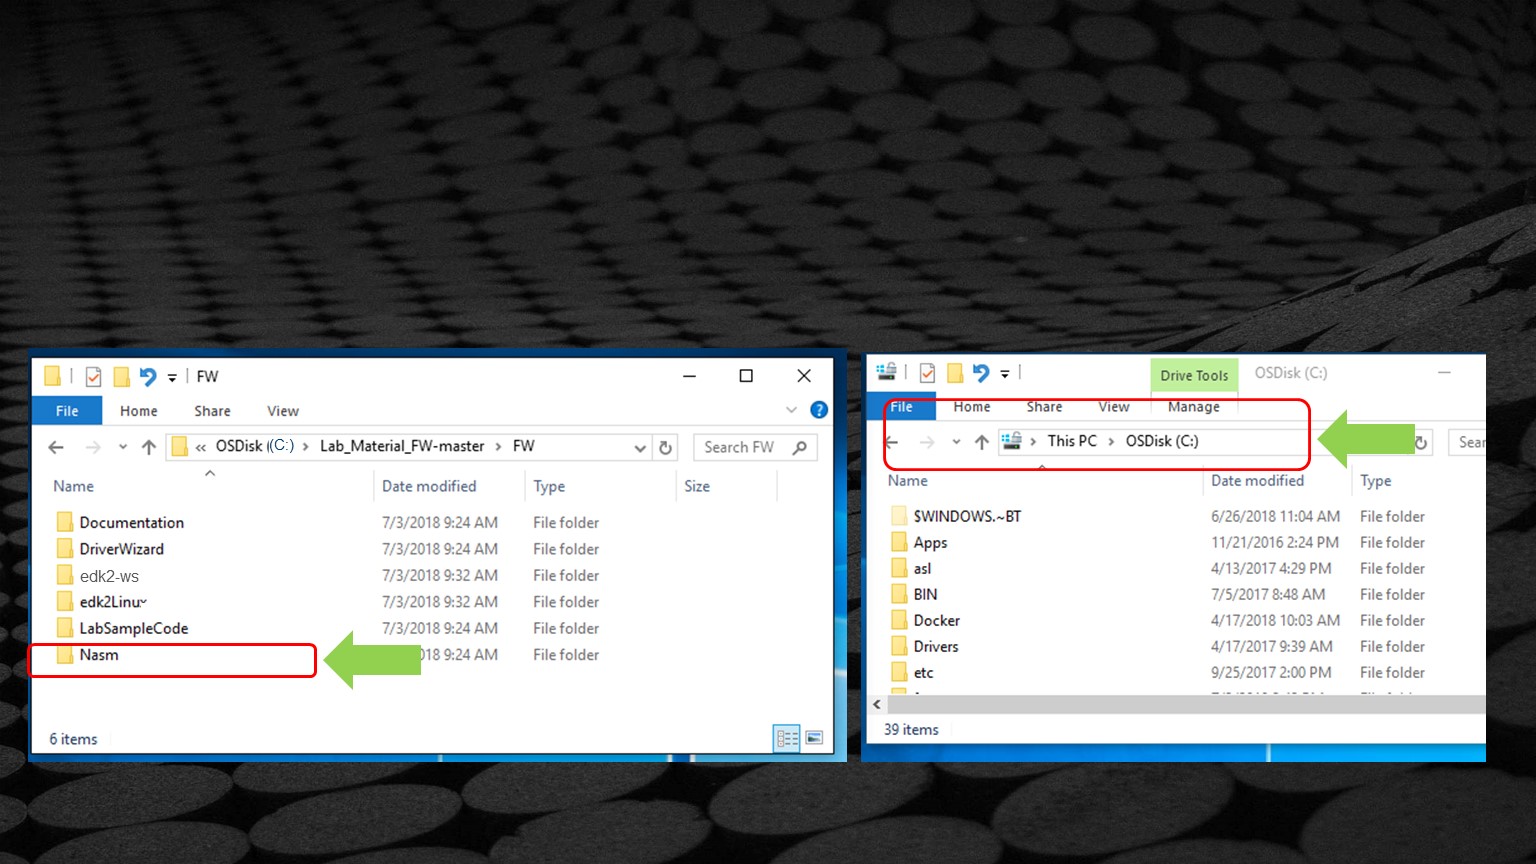 FW
File Home Share View
« OSDisk (C:) › Lab_Material_FW-master › FW Search FW
Name Date modified Type Size
Documentation 7/3/2018 9:24 AM File folder
DriverWizard 7/3/2018 9:24 AM File folder
edk2-ws 7/3/2018 9:32 AM File folder
edk2Linu 7/3/2018 9:32 AM File folder
LabSampleCode 7/3/2018 9:24 AM File folder
Nasm 18 9:24 AM File folder
6 items
Drive Tools OSDisk (C:)
File Home Share View Manage
› This PC › OSDisk (C:) Sear
Name Date modified Type
$WINDOWS.~BT 6/26/2018 11:04 AM File folder
Apps 11/21/2016 2:24 PM File folder
asl 4/13/2017 4:29 PM File folder
BIN 7/5/2017 8:48 AM File folder
Docker 4/17/2018 10:03 AM File folder
Drivers 4/17/2017 9:39 AM File folder
etc 9/25/2017 2:00 PM File folder
39 items